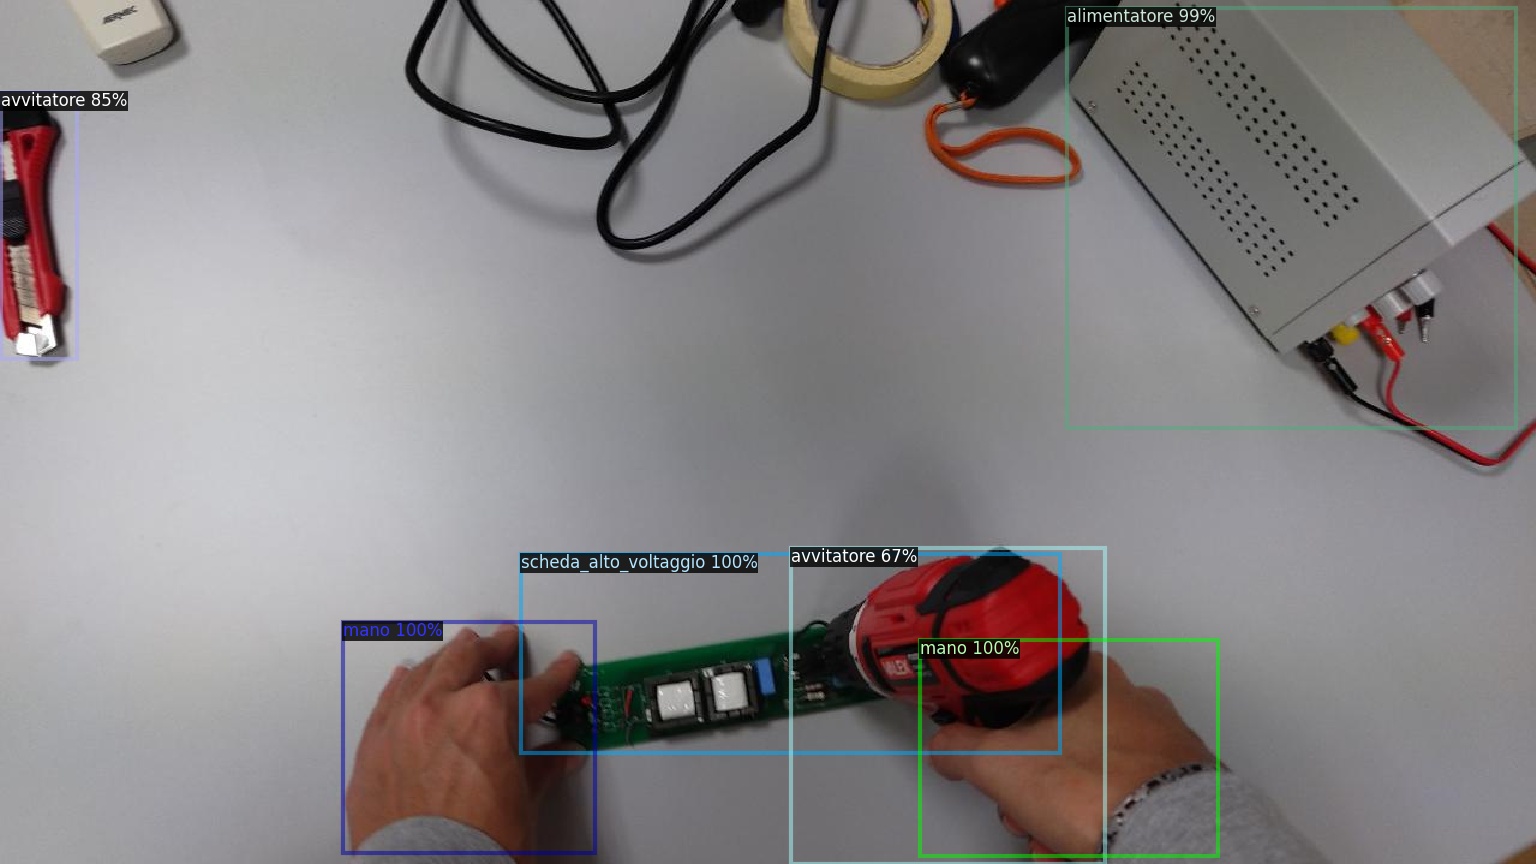 alimentatore 99%
avvitatore 85%
avvitatore 67%
scheda_alto_voltaggio 100%
mano 100%
mano 100%